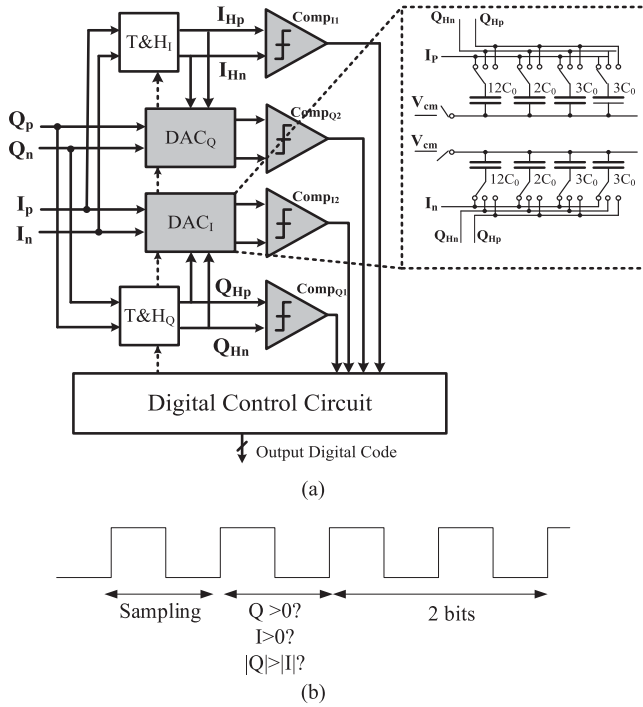 (a)
T&H_I
I_Hp
I_Hn
Comp_I1
Q_p
Q_n
DAC_Q
Comp_Q2
I_p
I_n
DAC_I
Comp_I2
Q_Hp
T&H_Q
Comp_Q1
Q_Hn
Digital Control Circuit
Output Digital Code
Q_Hn Q_Hp
I_P
12C_0 2C_0 3C_0 3C_0
V_cm
V_cm
12C_0 2C_0 3C_0 3C_0
I_n
Q_Hn Q_Hp
(a)
Sampling
Q >0?
I>0?
|Q|>|I|?
2 bits
(b)